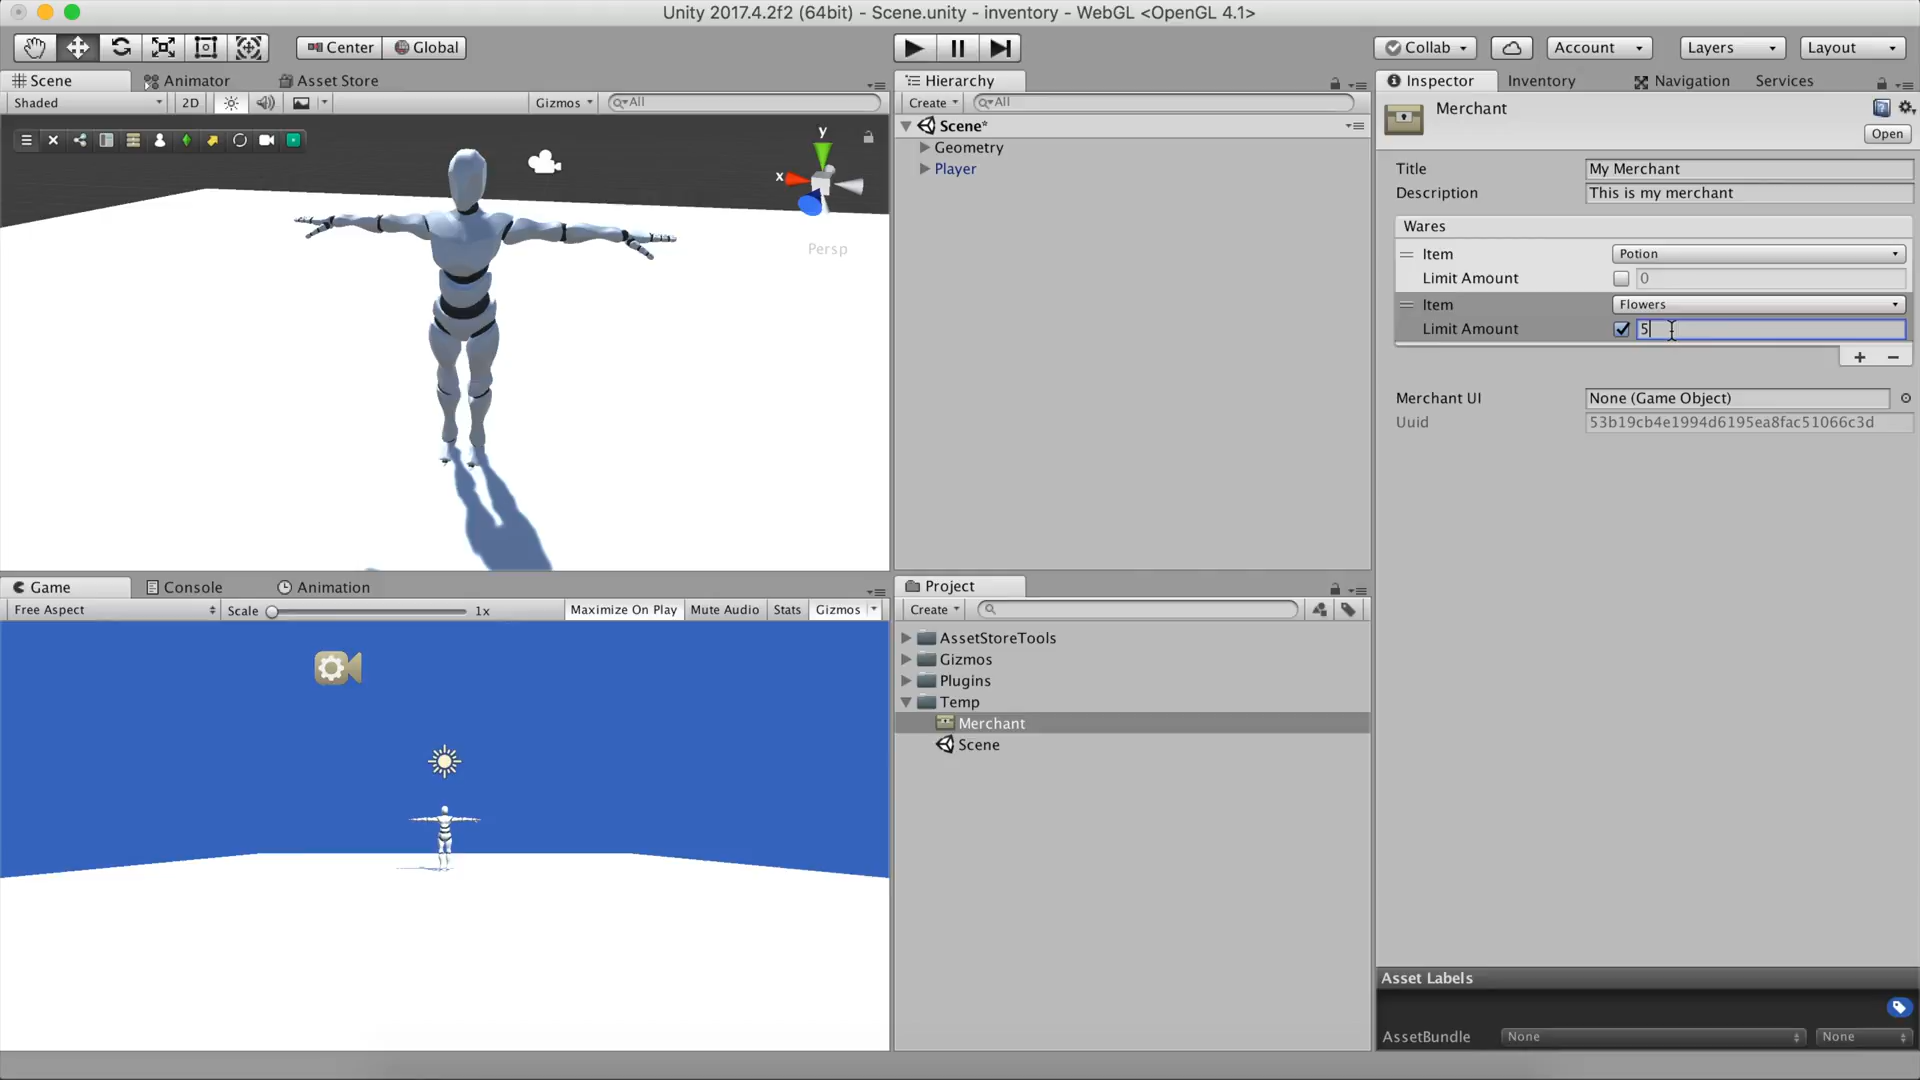 Unity 2017.4.2f2 (64bit) - Scene.unity - inventory - WebGL <OpenGL 4.1>
Center Global
Collab Account Layers Layout
Scene Animator Asset Store
Shaded 2D Gizmos All
y
x
Persp
Hierarchy
Create All
Scene*
Geometry
Player
Game Console Animation
Free Aspect Scale 1x Maximize On Play Mute Audio Stats Gizmos
Project
Create
AssetStoreTools
Gizmos
Plugins
Temp
Merchant
Scene
Inspector Inventory Navigation Services
Merchant
Open
Title My Merchant
Description This is my merchant
Wares
Item Potion
Limit Amount 0
Item Flowers
Limit Amount 5
+ −
Merchant UI None (Game Object)
Uuid 53b19cb4e1994d6195ea8fac51066c3d
Asset Labels
AssetBundle None None